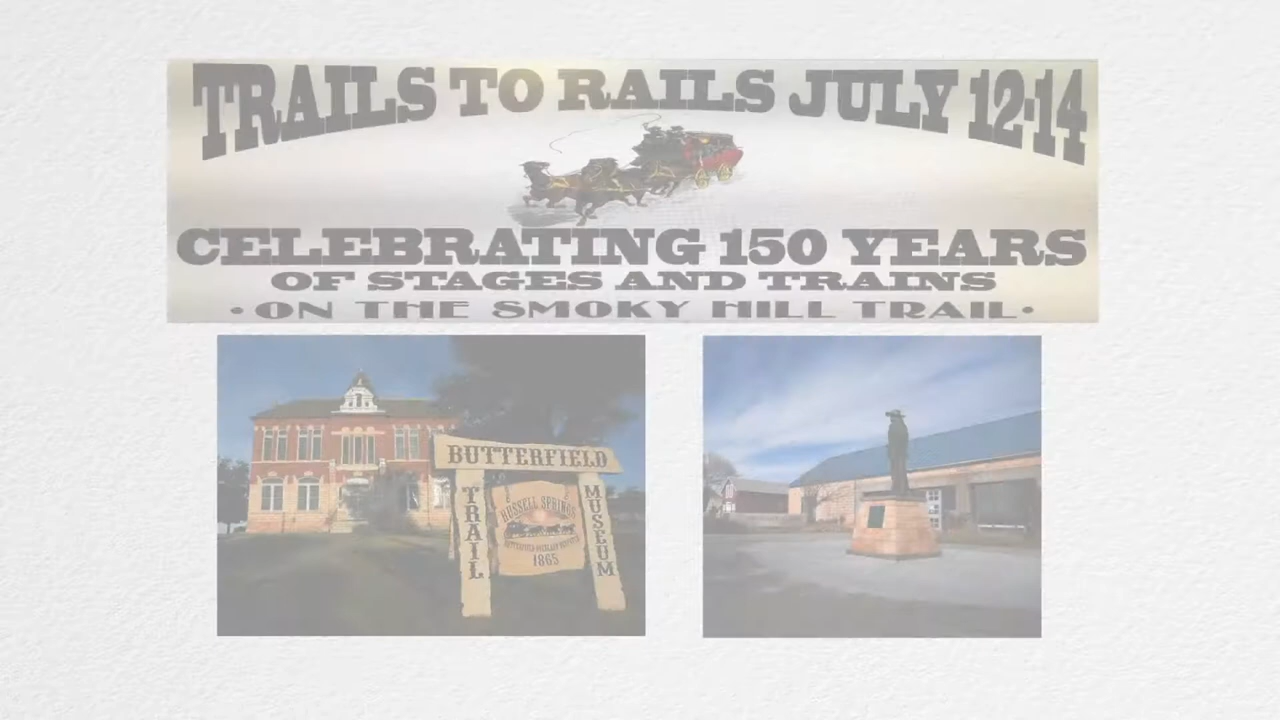 TRAILS TO RAILS JULY 12-14
CELEBRATING 150 YEARS
OF STAGES AND TRAINS
• ON THE SMOKY HILL TRAIL •
BUTTERFIELD
TRAIL
MUSEUM
RUSSELL SPRINGS
1865